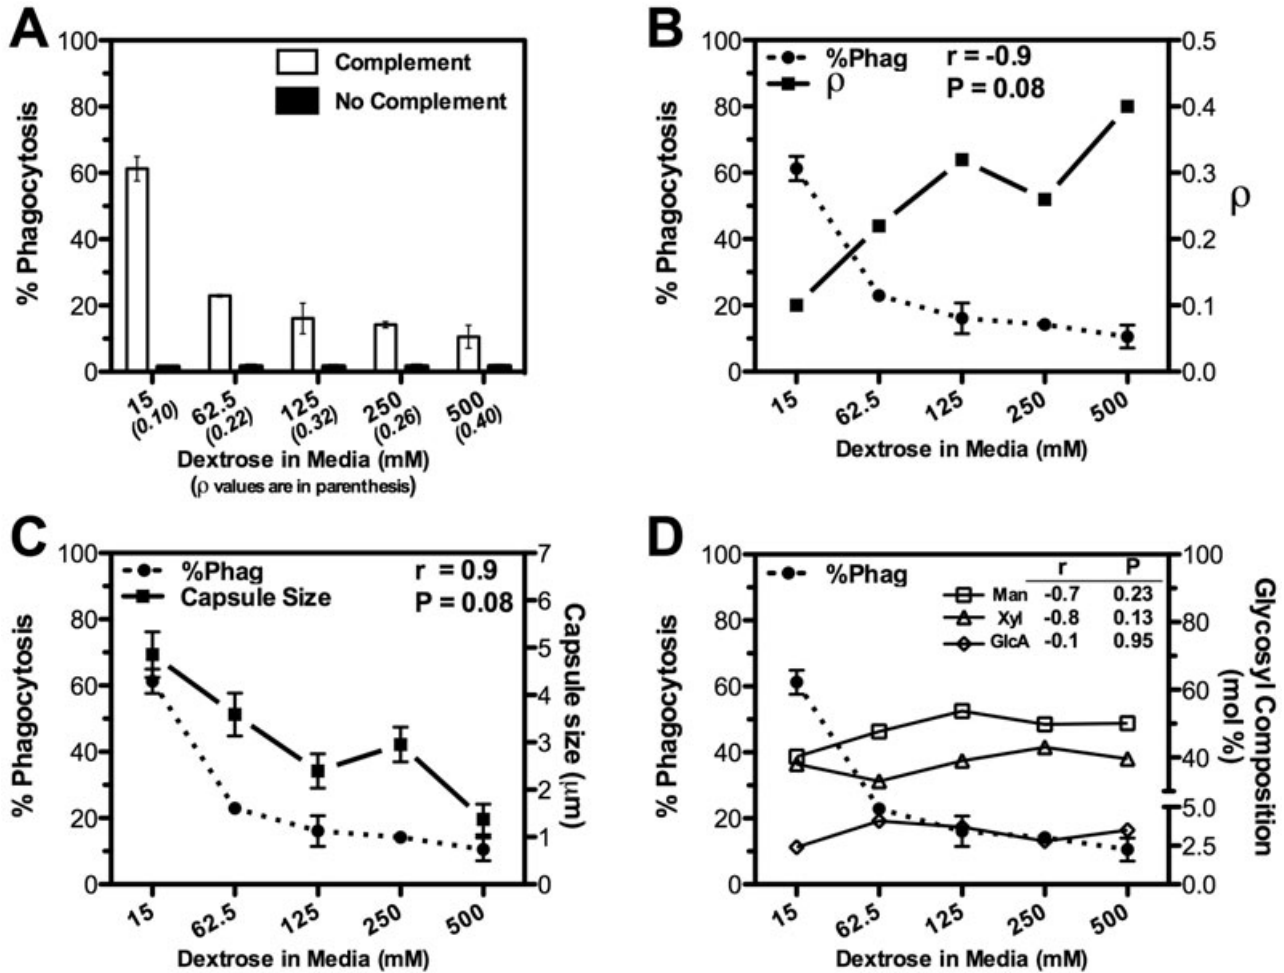 A
100
80
60
40
20
0
% Phagocytosis
Complement
No Complement
15 62.5 125 250 500
(0.10) (0.22) (0.32) (0.26) (0.40)
Dextrose in Media (mM)
(ρ values are in parenthesis)
B
100
80
60
40
20
0
% Phagocytosis
%Phag
ρ
r = -0.9
P = 0.08
0.5
0.4
0.3
0.2
0.1
0.0
ρ
15 62.5 125 250 500
Dextrose in Media (mM)
C
100
80
60
40
20
0
% Phagocytosis
%Phag
Capsule Size
r = 0.9
P = 0.08
7
6
5
4
3
2
1
0
Capsule size (μm)
15 62.5 125 250 500
Dextrose in Media (mM)
D
100
80
60
40
20
0
% Phagocytosis
%Phag
r P
Man -0.7 0.23
Xyl -0.8 0.13
GlcA -0.1 0.95
100
80
60
40
5.0
2.5
0.0
Glycosyl Composition
(mol %)
15 62.5 125 250 500
Dextrose in Media (mM)